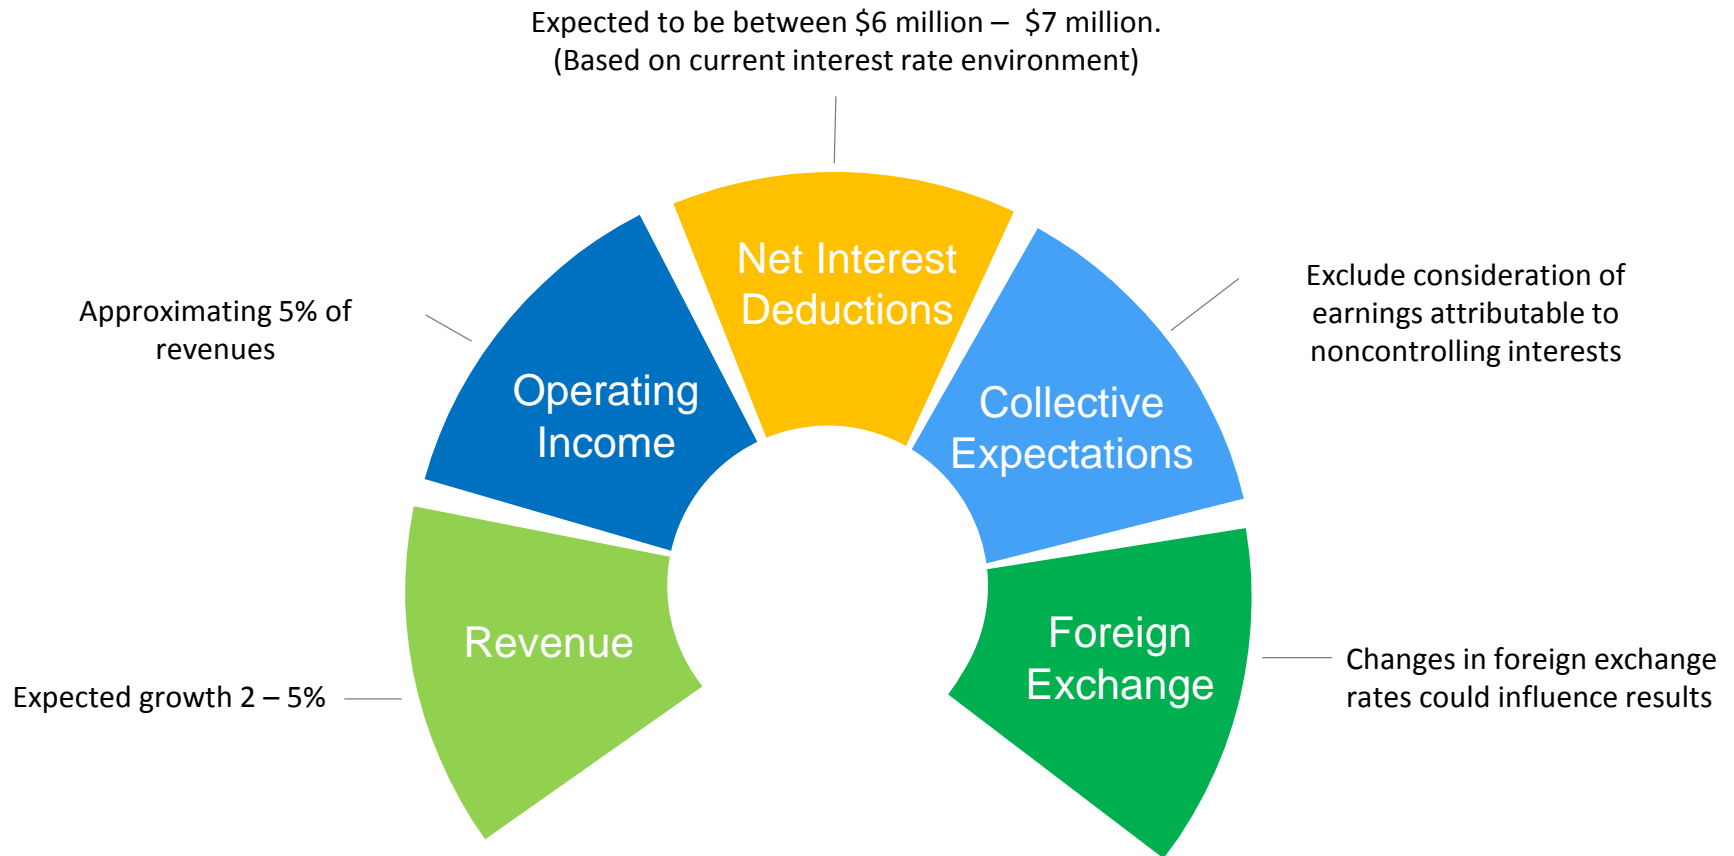 Expected to be between $6 million –  $7 million.
(Based on current interest rate environment)
Net Interest
Deductions
Approximating 5% of
revenues
Operating
Income
Exclude consideration of
earnings attributable to
noncontrolling interests
Collective
Expectations
Revenue
Expected growth 2 – 5%
Foreign
Exchange
Changes in foreign exchange
rates could influence results